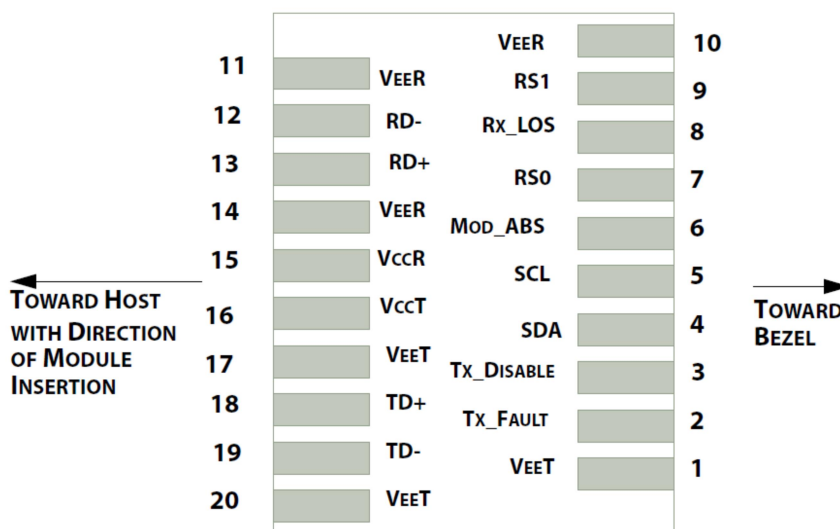 VEER 10
11 VEER
RS1 9
12 RD-
RX_LOS 8
13 RD+
RS0 7
14 VEER
MOD_ABS 6
15 VCCR
SCL 5
TOWARD HOST
WITH DIRECTION
OF MODULE
INSERTION
TOWARD
BEZEL
16 VCCT
SDA 4
17 VEET
TX_DISABLE 3
18 TD+
TX_FAULT 2
19 TD-
VEET 1
20 VEET